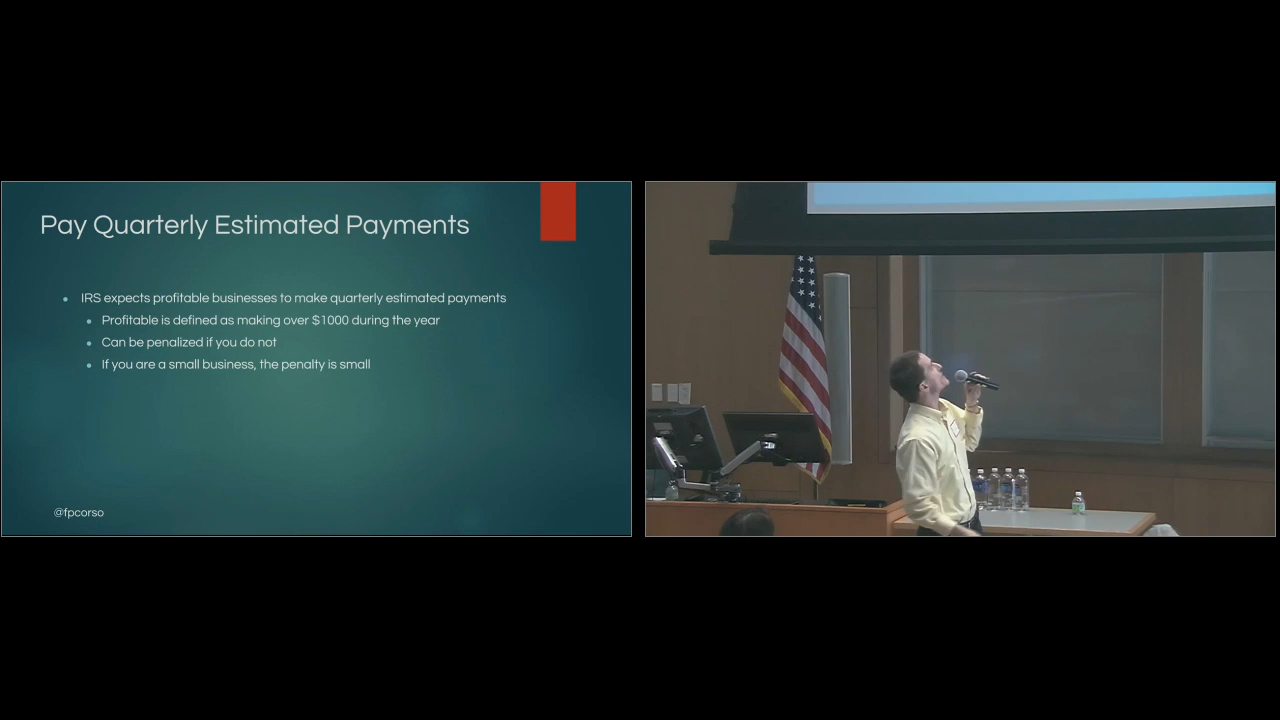 Pay Quarterly Estimated Payments
IRS expects profitable businesses to make quarterly estimated payments
Profitable is defined as making over $1000 during the year
Can be penalized if you do not
If you are a small business, the penalty is small
@fpcorso